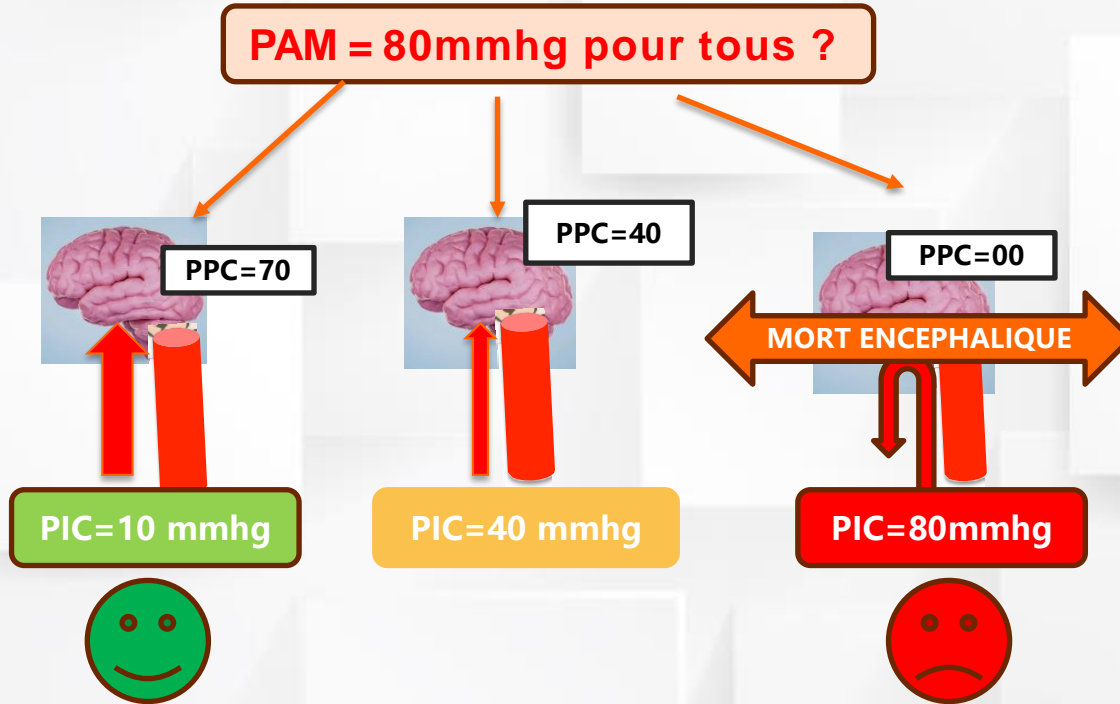 PAM = 80mmhg pour tous ?
PPC=70
PPC=40
PPC=00
MORT ENCEPHALIQUE
PIC=10 mmhg
PIC=40 mmhg
PIC=80mmhg